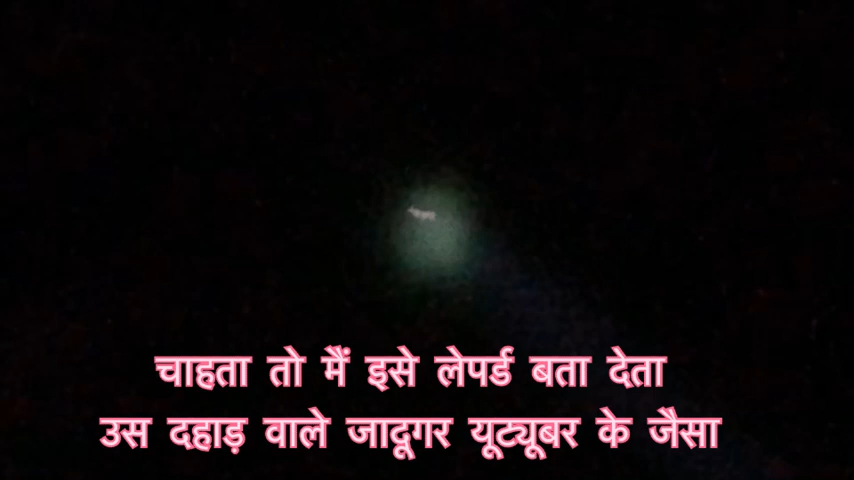 चाहता तो मैं इसे लेपर्ड बता देता
उस दहाड़ वाले जादूगर यूट्यूबर के जैसा